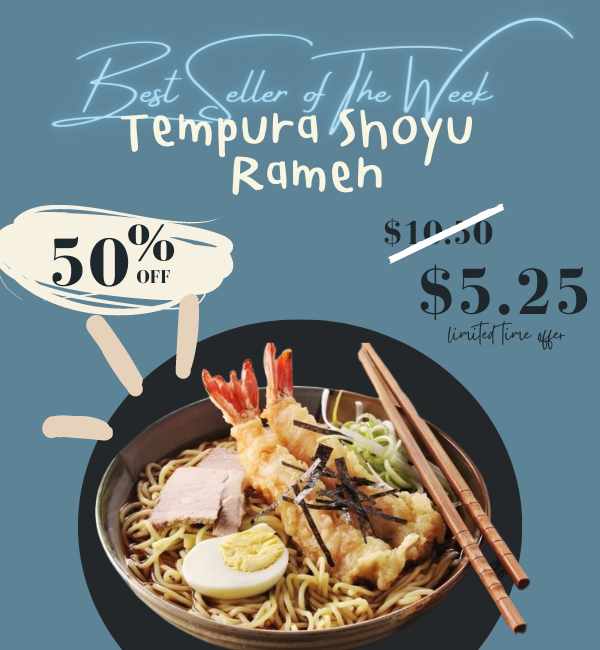 Best Seller of The Week
Tempura Shoyu
Ramen
50%
OFF
$10.50
$5.25
limited time offer